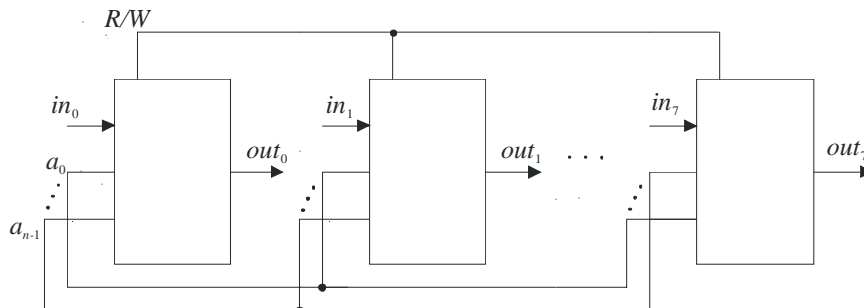 R/W
in₀
in₁
in₇
a₀
out₀
out₁
. . .
out₇
aₙ₋₁